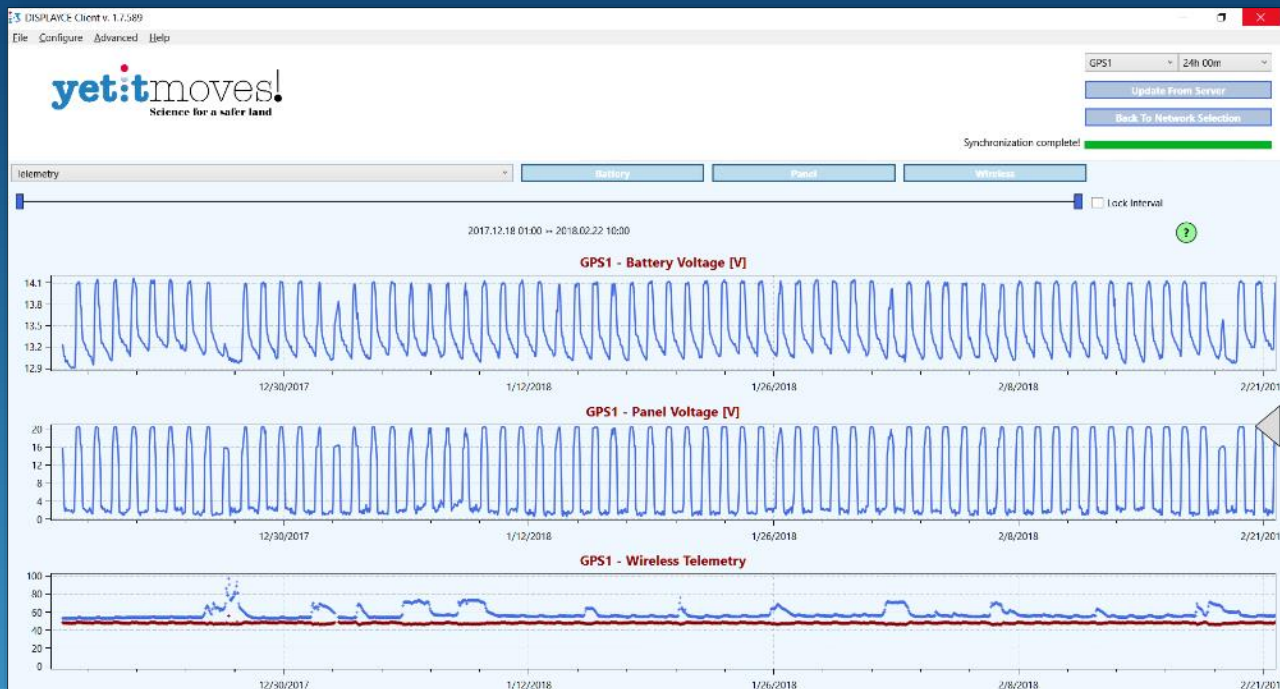 DISPLAYCE Client v. 1.7.589
File Configure Advanced Help
yetitmoves!
Science for a safer land
GPS1 24h 00m
Update From Server
Back To Network Selection
Synchronization complete!
Telemetry Battery Panel Wireless
Lock Interval
2017.12.18 01:00 -- 2018.02.22 10:00
?
GPS1 - Battery Voltage [V]
14.1
13.8
13.5
13.2
12.9
12/30/2017 1/12/2018 1/26/2018 2/8/2018 2/21/201
GPS1 - Panel Voltage [V]
20
16
12
8
4
0
12/30/2017 1/12/2018 1/26/2018 2/8/2018 2/21/201
GPS1 - Wireless Telemetry
100
80
60
40
20
0
12/30/2017 1/12/2018 1/26/2018 2/8/2018 2/21/201